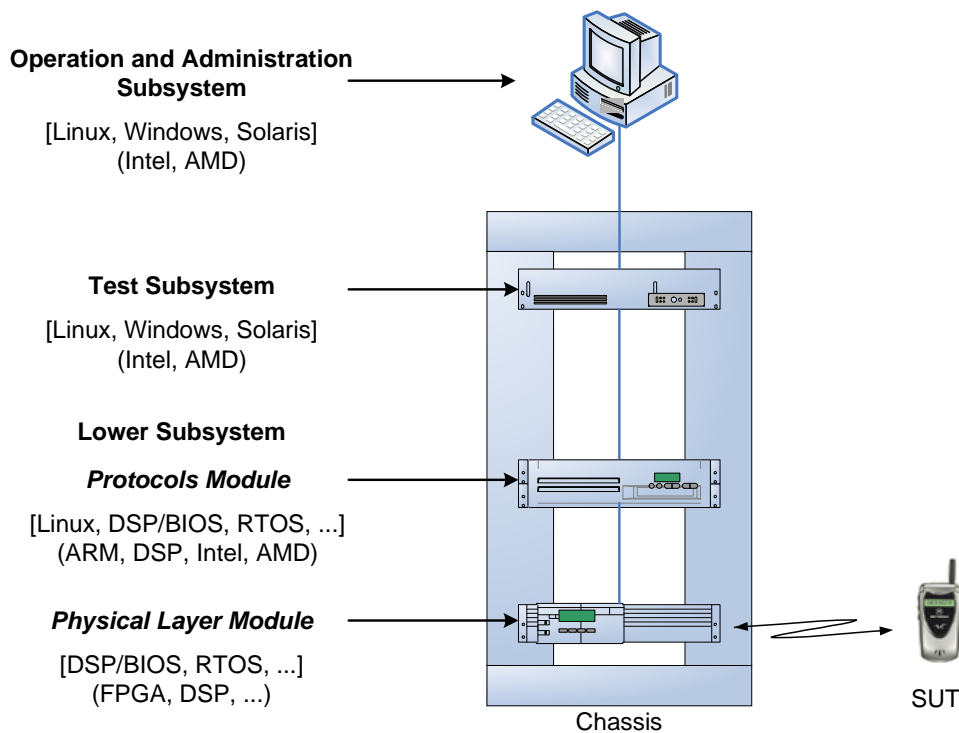 Operation and Administration
Subsystem
[Linux, Windows, Solaris]
(Intel, AMD)
Test Subsystem
[Linux, Windows, Solaris]
(Intel, AMD)
Lower Subsystem
Protocols Module
[Linux, DSP/BIOS, RTOS, ...]
(ARM, DSP, Intel, AMD)
Physical Layer Module
[DSP/BIOS, RTOS, ...]
(FPGA, DSP, ...)
SUT
Chassis